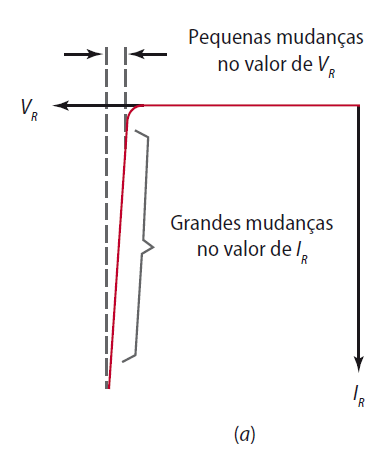 Pequenas mudanças
no valor de V_R
V_R
Grandes mudanças
no valor de I_R
I_R
(a)